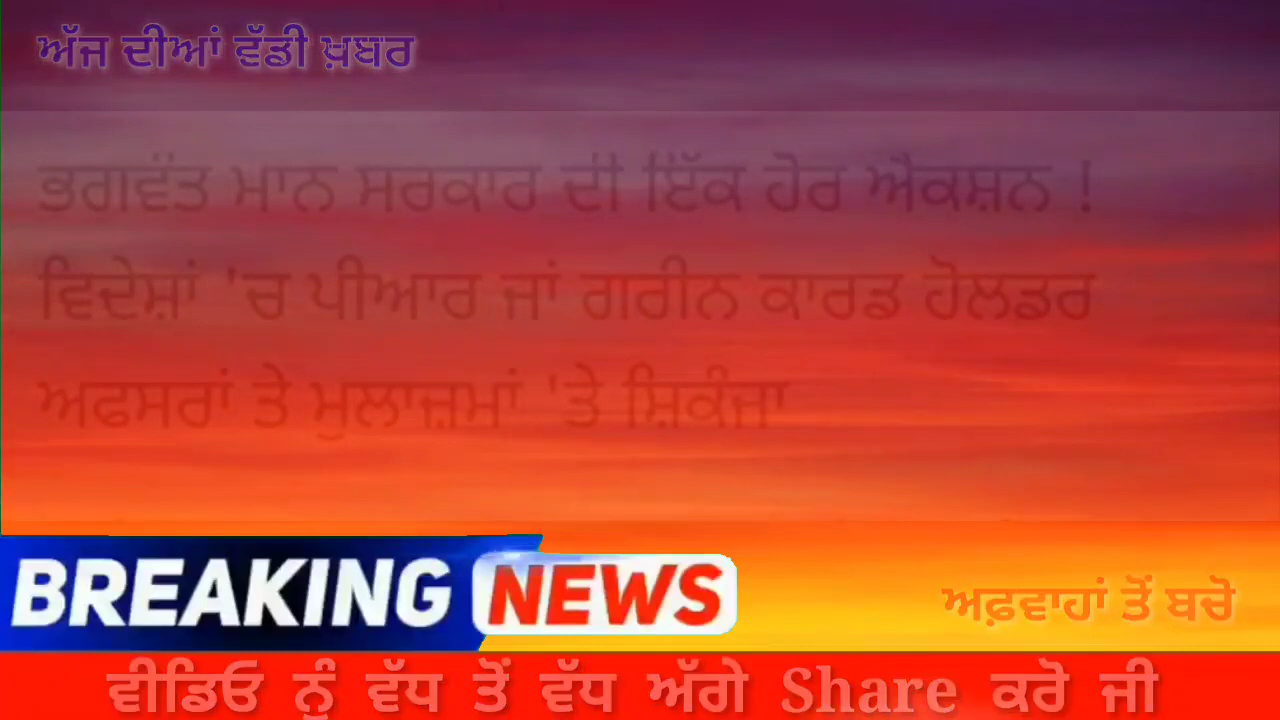 ਅੱਜ ਦੀਆਂ ਵੱਡੀ ਖ਼ਬਰ
ਭਗਵੰਤ ਮਾਨ ਸਰਕਾਰ ਦੀ ਇੱਕ ਹੋਰ ਐਕਸ਼ਨ !
ਵਿਦੇਸ਼ਾਂ 'ਚ ਪੀਆਰ ਜਾਂ ਗਰੀਨ ਕਾਰਡ ਹੋਲਡਰ
ਅਫਸਰਾਂ ਤੇ ਮੁਲਾਜ਼ਮਾਂ 'ਤੇ ਸ਼ਿਕੰਜਾ
BREAKING NEWS
ਅਫ਼ਵਾਹਾਂ ਤੋਂ ਬਚੋ
ਵੀਡਿਓ ਨੂੰ ਵੱਧ ਤੋਂ ਵੱਧ ਅੱਗੇ Share ਕਰੋ ਜੀ